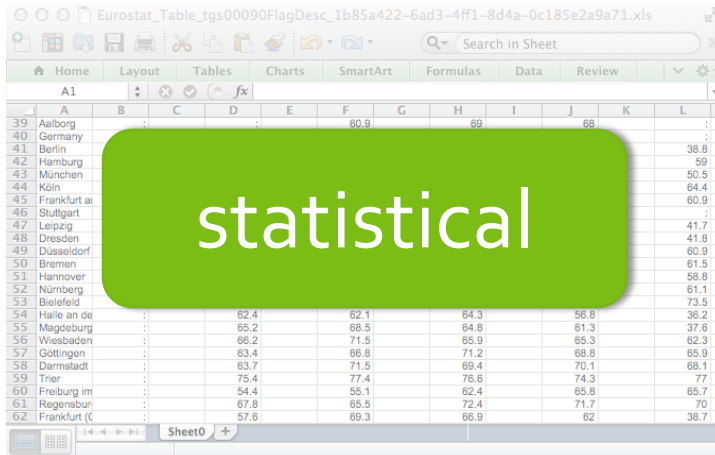 Eurostat_Table_tgs00090FlagDesc_1b85a422-6ad3-4ff1-8d4a-0c185e2a9a71.xls
Search in Sheet
Home Layout Tables Charts SmartArt Formulas Data Review
A1 fx
A B C D E F G H I J K L
39 Aalborg : : 60.9 69 68 :
40 Germany :
41 Berlin 38.8
42 Hamburg 59
43 München 50.5
44 Köln 64.4
45 Frankfurt a 60.9
46 Stuttgart :
47 Leipzig 41.7
48 Dresden 41.8
49 Düsseldorf 60.9
50 Bremen 61.5
51 Hannover 58.8
52 Nürnberg 61.1
53 Bielefeld 73.5
statistical
54 Halle an de : 62.4 62.1 64.3 56.8 36.2
55 Magdeburg : 65.2 68.5 64.8 61.3 37.6
56 Wiesbaden : 66.2 71.5 65.9 65.3 62.3
57 Göttingen : 63.4 66.8 71.2 68.8 65.9
58 Darmstadt : 63.7 71.5 69.4 70.1 68.1
59 Trier : 75.4 77.4 76.6 74.3 77
60 Freiburg im : 54.4 55.1 62.4 65.8 65.7
61 Regensbur : 67.8 65.5 72.4 71.7 70
62 Frankfurt (O : 57.6 69.3 66.9 62 38.7
Sheet0